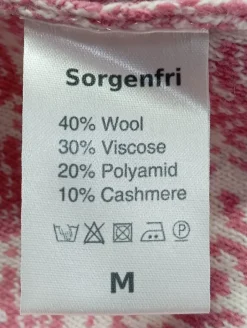 Sorgenfri
40% Wool
30% Viscose
20% Polyamid
10% Cashmere
P
M